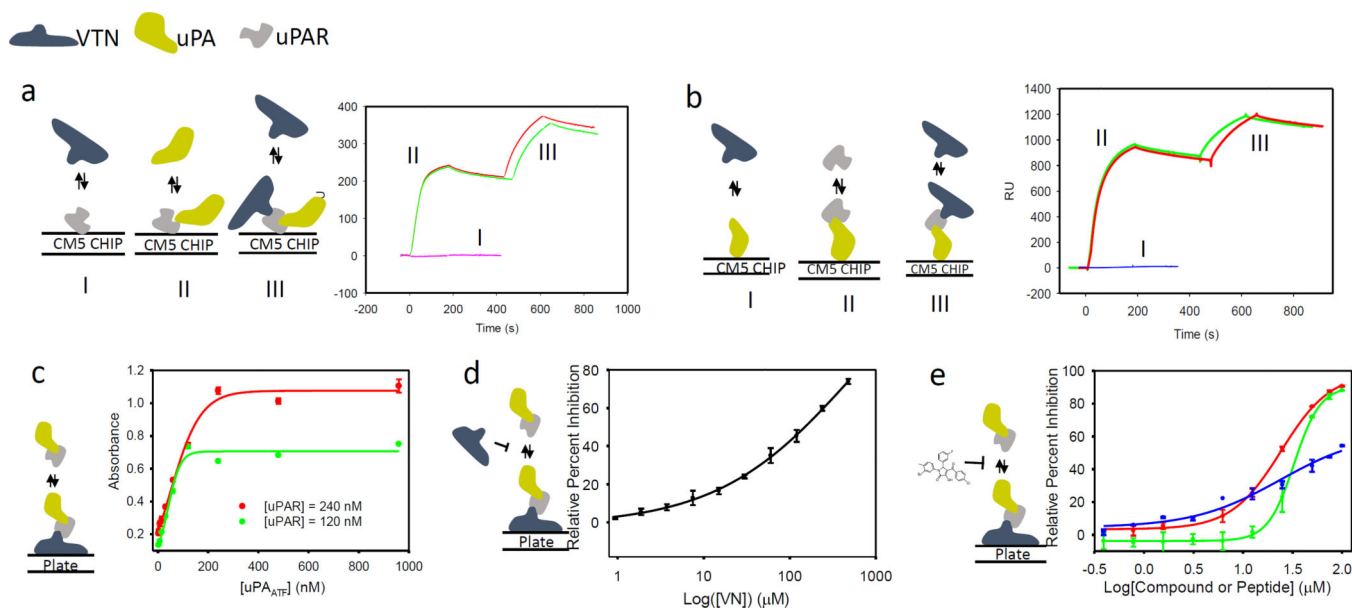 VTN
uPA
uPAR
a
CM5 CHIP
CM5 CHIP
CM5 CHIP
I
II
III
400
300
200
100
0
-100
U
II
III
I
-200
0
200
400
600
800
1000
Time (s)
b
CM5 CHIP
CM5 CHIP
CM5 CHIP
I
II
III
1400
1200
1000
800
600
400
200
0
-200
RU
II
III
I
0
200
400
600
800
1000
Time (s)
c
Plate
Absorbance
1.2
1.0
0.8
0.6
0.4
0.2
[uPAR] = 240 nM
[uPAR] = 120 nM
0
200
400
600
800
1000
[uPAATF] (nM)
d
Plate
Relative Percent Inhibition
80
60
40
20
0
1
10
100
1000
Log([VN]) (μM)
e
Plate
Relative Percent Inhibition
100
80
60
40
20
0
-0.5
0.0
0.5
1.0
1.5
2.0
Log[Compound or Peptide] (μM)